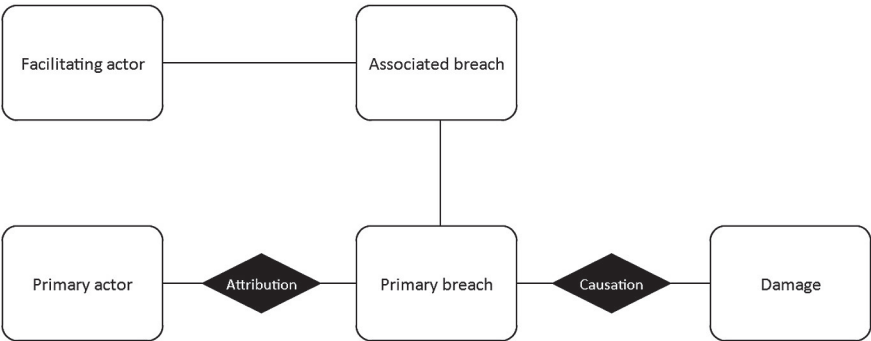 Facilitating actor
Associated breach
Primary actor
Attribution
Primary breach
Causation
Damage